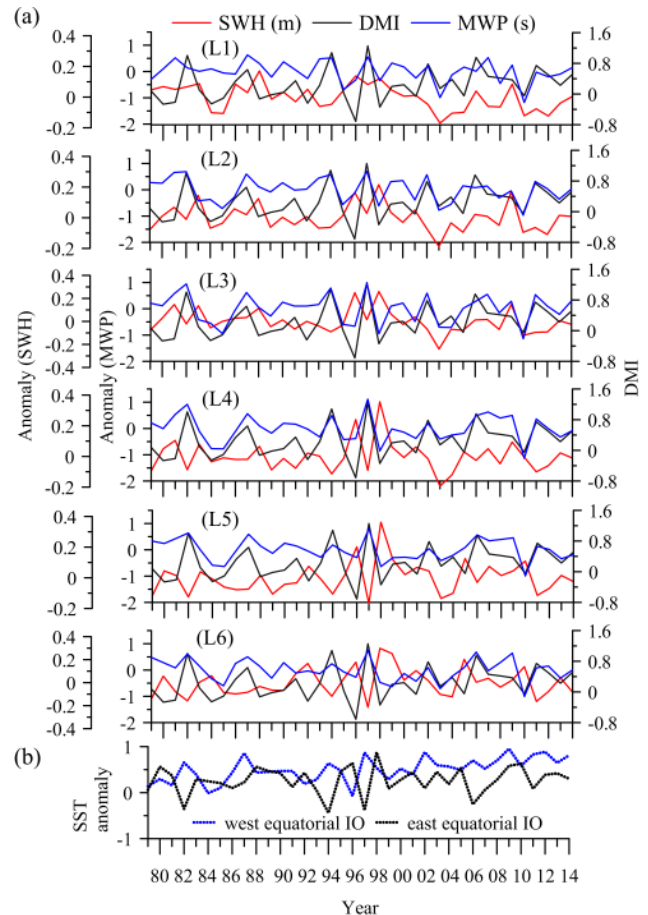 (a)
SWH (m) DMI MWP (s)
(L1)
0.4 1 1.6
0.2 0 0.8
0 -1 0
-0.2 -2 -0.8
(L2)
0.4 1 1.6
0.2 0 0.8
0 -1 0
-0.2 -2 -0.8
(L3)
0.4 1 1.6
0.2 0 0.8
0 -1 0
-0.2 -2 -0.8
-0.4
Anomaly (SWH)
Anomaly (MWP)
DMI
(L4)
0.4 1 1.6
0.2 0 0.8
0 -1 0
-0.2 -2 -0.8
(L5)
0.4 1 1.6
0.2 0 0.8
0 -1 0
-0.2 -2 -0.8
(L6)
0.4 1 1.6
0.2 0 0.8
0 -1 0
-0.2 -2 -0.8
-0.4
(b)
SST
anomaly
1
0
-1
west equatorial IO east equatorial IO
80 82 84 86 88 90 92 94 96 98 00 02 04 06 08 10 12 14
Year